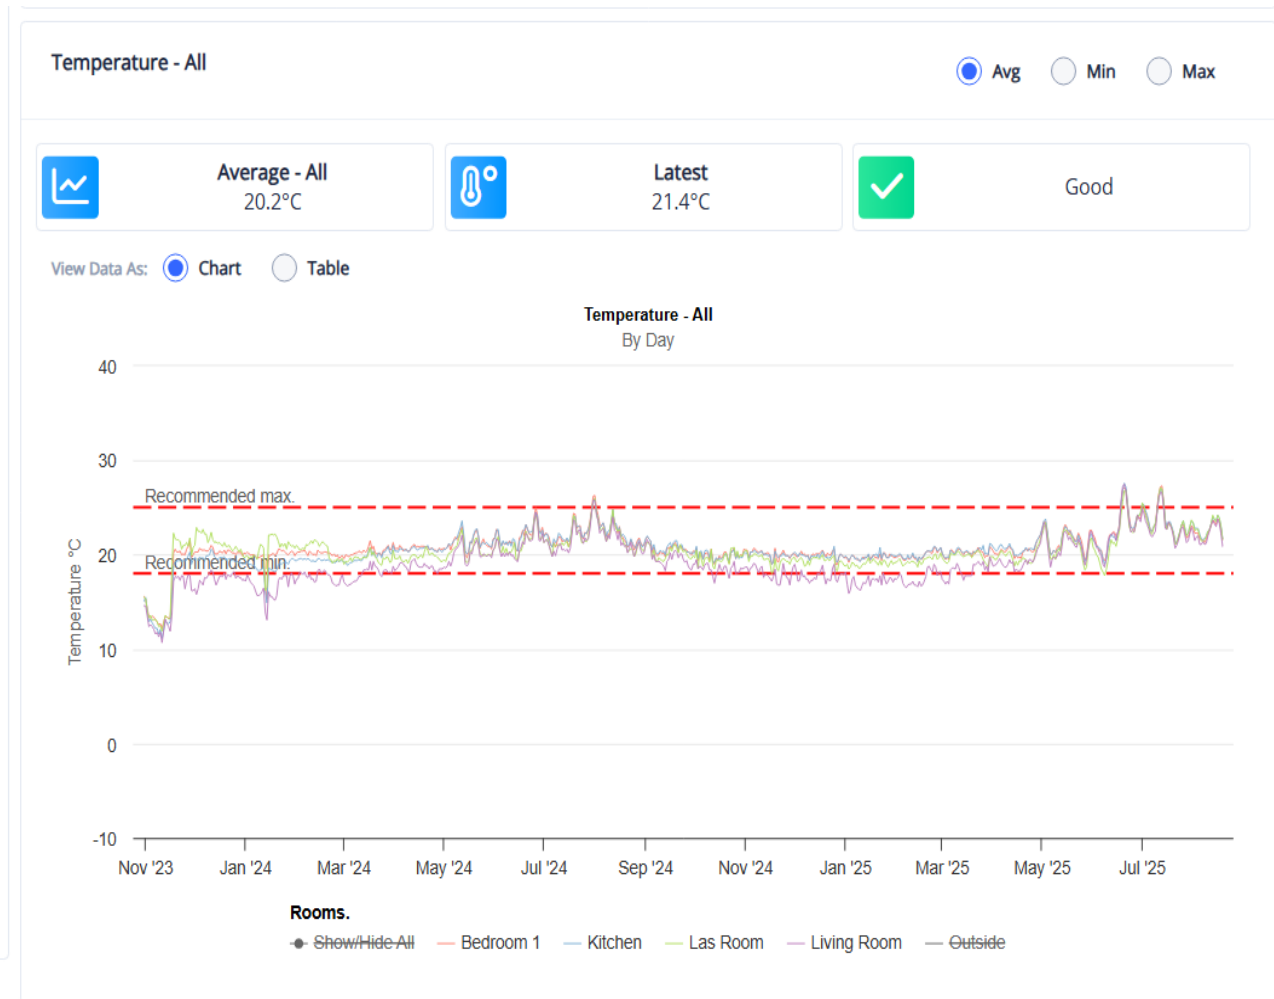 Temperature - All
Avg Min Max
Average - All
20.2°C
Latest
21.4°C
Good
View Data As: Chart Table
Temperature - All
By Day
40
30
Recommended max.
20
Recommended min.
10
0
-10
Temperature °C
Nov '23 Jan '24 Mar '24 May '24 Jul '24 Sep '24 Nov '24 Jan '25 Mar '25 May '25 Jul '25
Rooms.
Show/Hide All Bedroom 1 Kitchen Las Room Living Room Outside